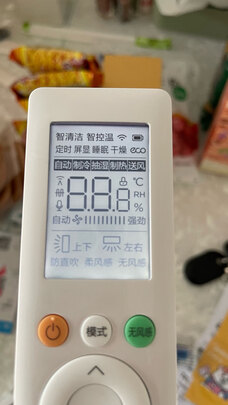 智清洁 智控温
定时 屏显 睡眠 干燥 eco
自动 制冷 抽湿 制热 送风
88.8 °C RH %
自动 强劲
上下 左右
防直吹 柔风感 无风感
模式 无风感